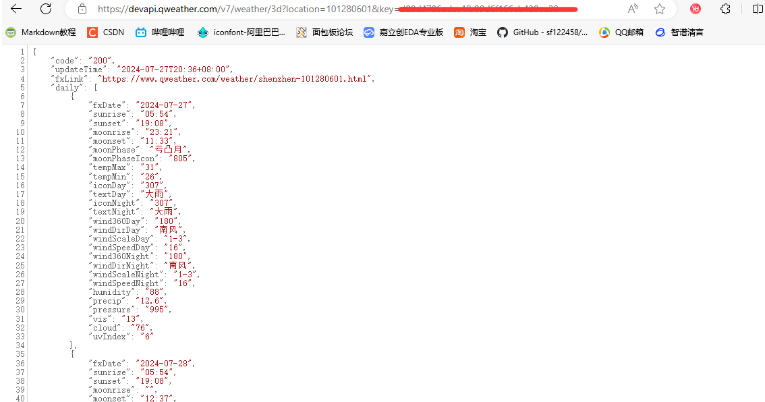 https://devapi.qweather.com/v7/weather/3d?location=101280601&key=
Markdown教程 CSDN 哔哩哔哩 iconfont-阿里巴巴... 面包板论坛 嘉立创EDA专业版 淘宝 GitHub - sf122458/... QQ邮箱 智谱清言
1 {
2 "code": "200",
3 "updateTime": "2024-07-27T20:36+08:00",
4 "fxLink": "https://www.qweather.com/weather/shenzhen-101280601.html",
5 "daily": [
6 {
7 "fxDate": "2024-07-27",
8 "sunrise": "05:54",
9 "sunset": "19:08",
10 "moonrise": "23:21",
11 "moonset": "11:33",
12 "moonPhase": "亏凸月",
13 "moonPhaseIcon": "805",
14 "tempMax": "31",
15 "tempMin": "26",
16 "iconDay": "307",
17 "textDay": "大雨",
18 "iconNight": "307",
19 "textNight": "大雨",
20 "wind360Day": "180",
21 "windDirDay": "南风",
22 "windScaleDay": "1-3",
23 "windSpeedDay": "16",
24 "wind360Night": "180",
25 "windDirNight": "南风",
26 "windScaleNight": "1-3",
27 "windSpeedNight": "16",
28 "humidity": "88",
29 "precip": "12.6",
30 "pressure": "995",
31 "vis": "13",
32 "cloud": "76",
33 "uvIndex": "6"
34 },
35 {
36 "fxDate": "2024-07-28",
37 "sunrise": "05:54",
38 "sunset": "19:08",
39 "moonrise": "",
40 "moonset": "12:37",